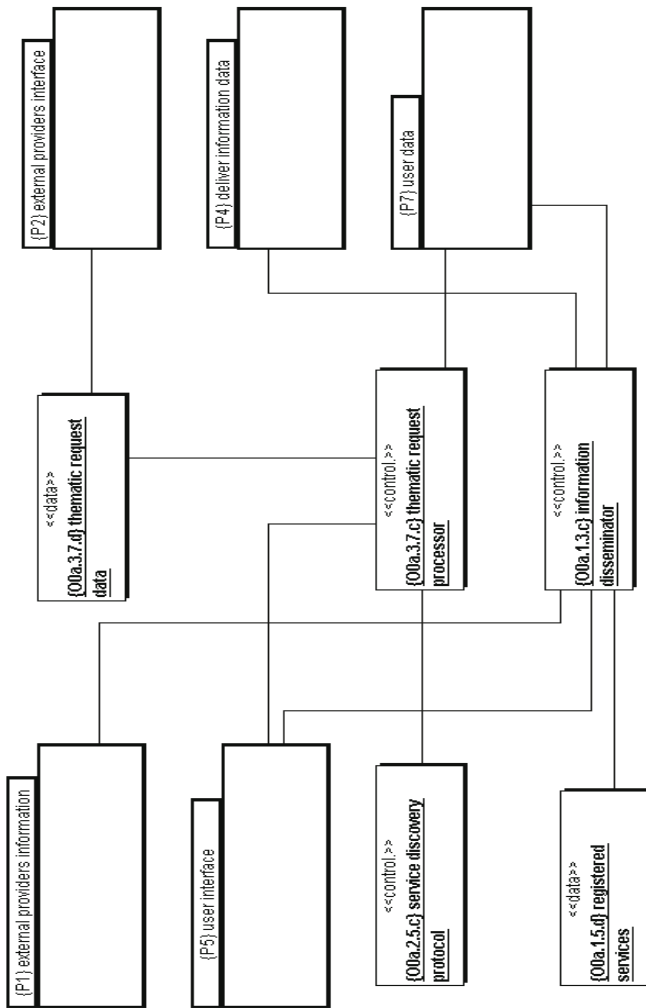 {P1} external providers information
<<data>>
{O0a.3.7.d} thematic request
data
{P2} external providers interface
{P5} user interface
{P4} deliver information data
<<control.>>
{O0a.2.5.c} service discovery
protocol
<<control.>>
{O0a.3.7.c} thematic request
processor
{P7} user data
<<data>>
{O0a.1.5.d} registered
services
<<control.>>
{O0a.1.3.c} information
disseminator